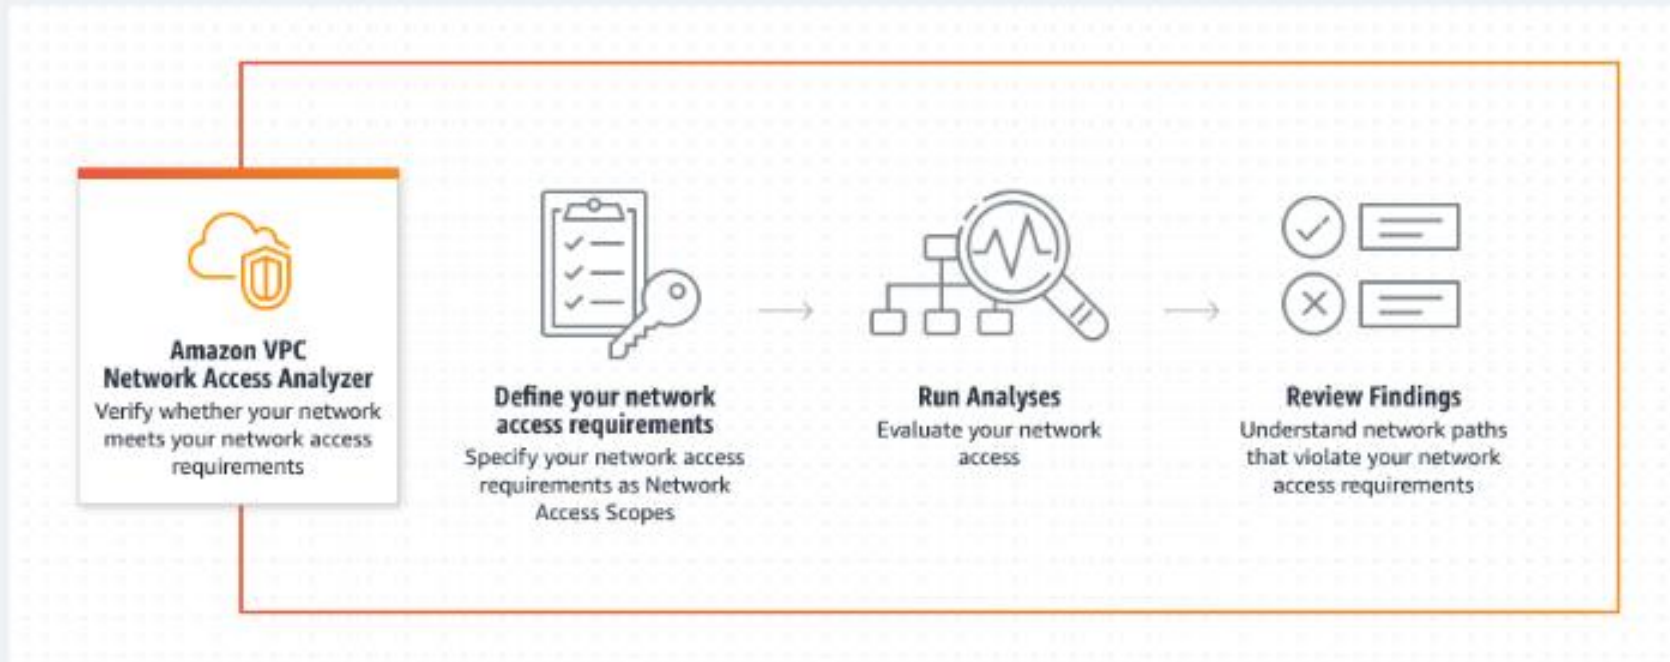 Amazon VPC
Network Access Analyzer
Verify whether your network
meets your network access
requirements
Define your network
access requirements
Specify your network access
requirements as Network
Access Scopes
Run Analyses
Evaluate your network
access
Review Findings
Understand network paths
that violate your network
access requirements